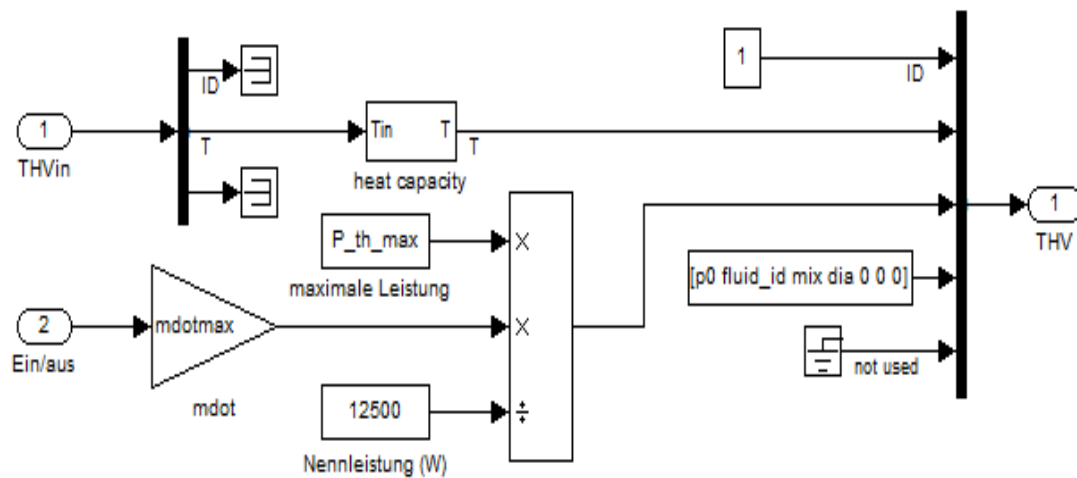 1
THVin
ID
T
Tin T
heat capacity
T
1
ID
P_th_max
maximale Leistung
2
Ein/aus
mdotmax
mdot
12500
Nennleistung (W)
×
×
÷
[p0 fluid_id mix dia 0 0 0]
not used
1
THV